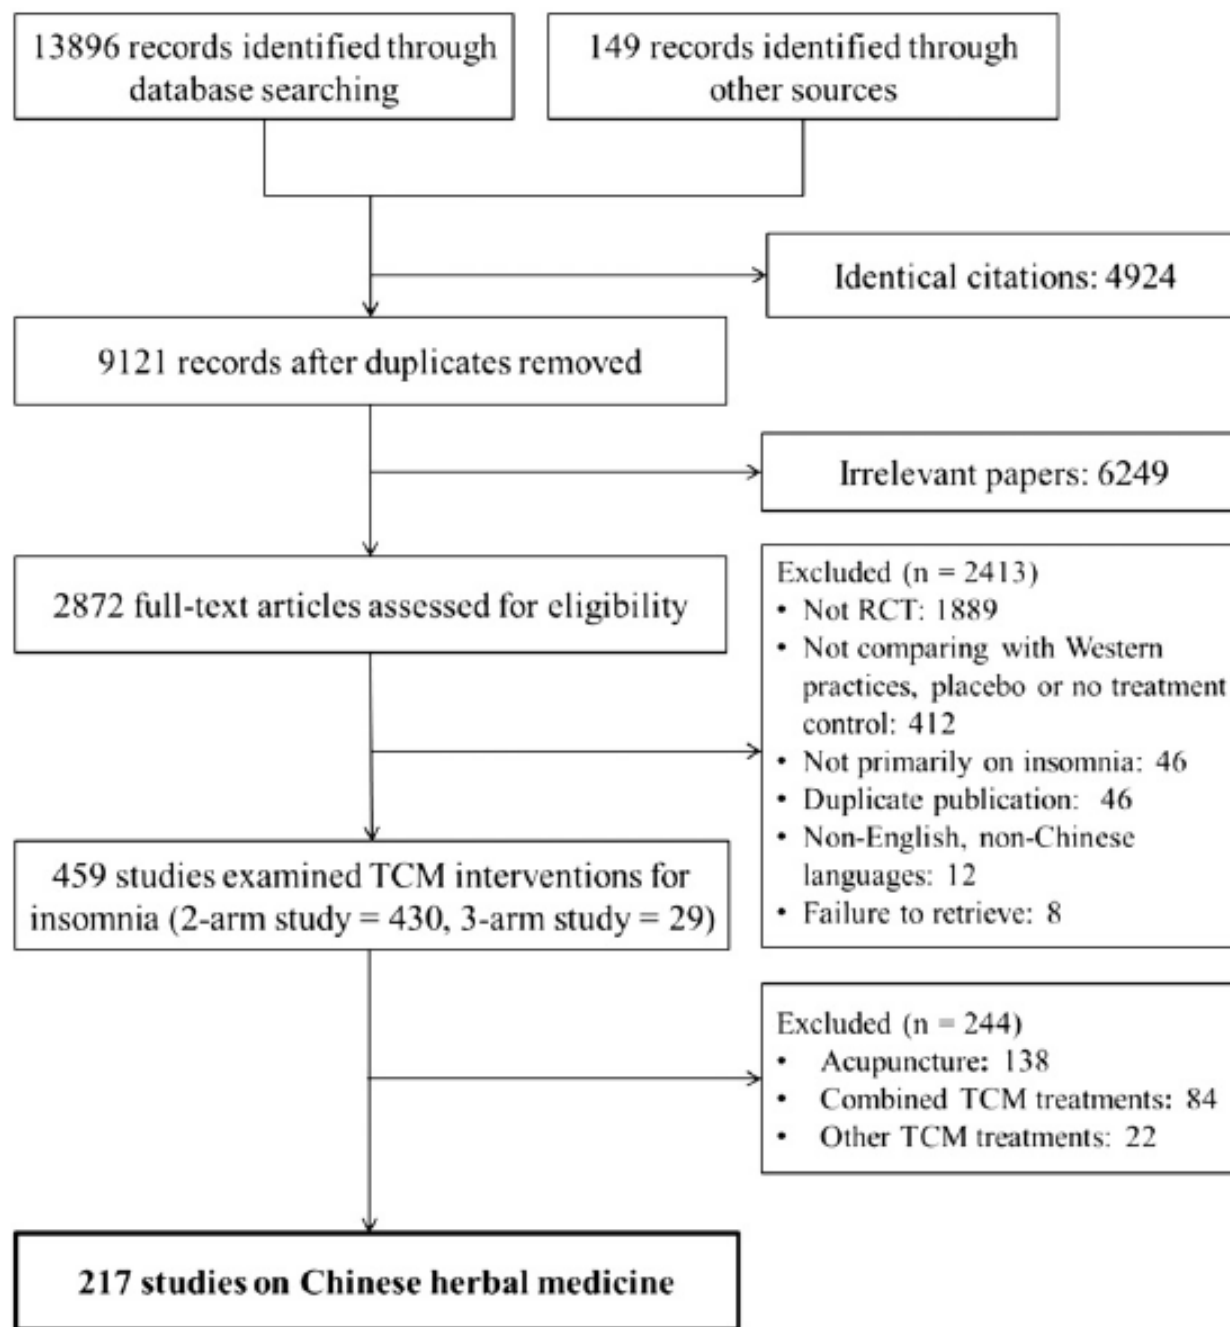 13896 records identified through
database searching
149 records identified through
other sources
Identical citations: 4924
9121 records after duplicates removed
Irrelevant papers: 6249
2872 full-text articles assessed for eligibility
Excluded (n = 2413)
• Not RCT: 1889
• Not comparing with Western
practices, placebo or no treatment
control: 412
• Not primarily on insomnia: 46
• Duplicate publication: 46
• Non-English, non-Chinese
languages: 12
• Failure to retrieve: 8
459 studies examined TCM interventions for
insomnia (2-arm study = 430, 3-arm study = 29)
Excluded (n = 244)
• Acupuncture: 138
• Combined TCM treatments: 84
• Other TCM treatments: 22
217 studies on Chinese herbal medicine